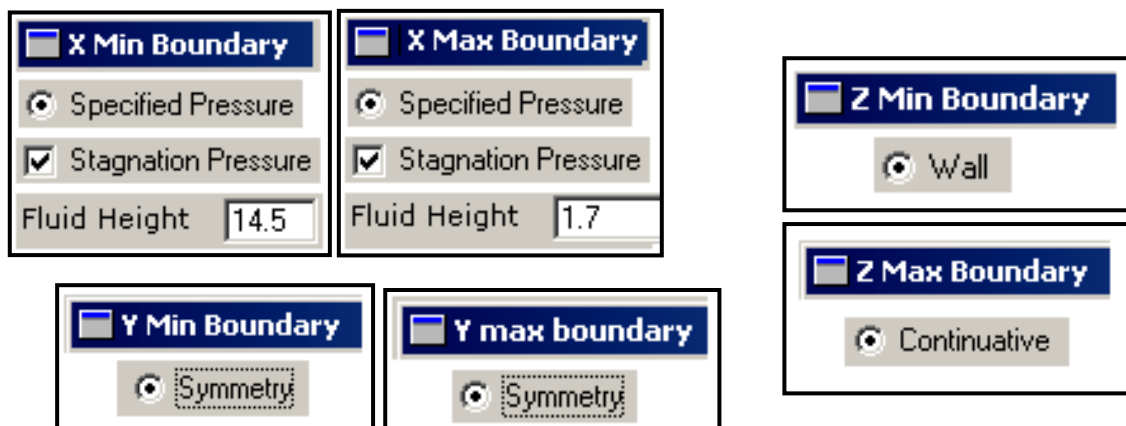 X Min Boundary
Specified Pressure
Stagnation Pressure
Fluid Height 14.5
X Max Boundary
Specified Pressure
Stagnation Pressure
Fluid Height 1.7
Z Min Boundary
Wall
Z Max Boundary
Continuative
Y Min Boundary
Symmetry
Y max boundary
Symmetry